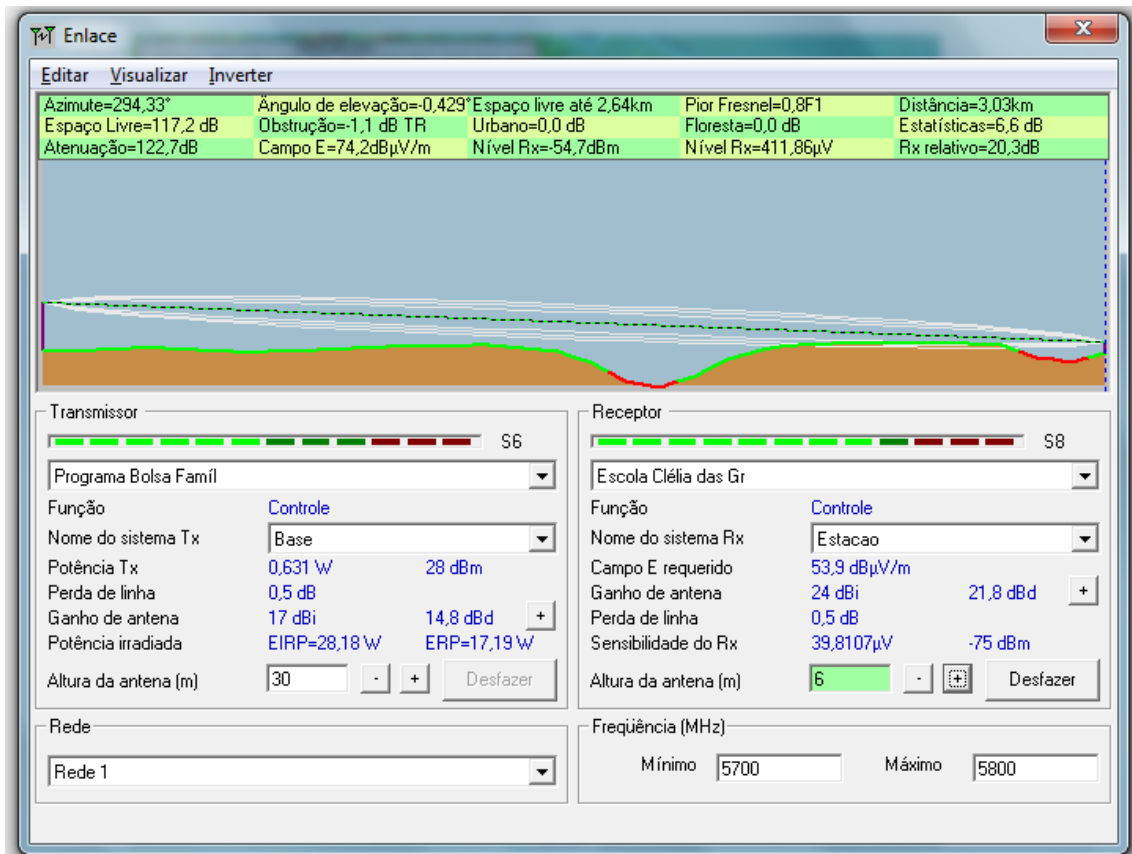 Enlace
Editar Visualizar Inverter
Azimute=294,33° Ângulo de elevação=-0,429° Espaço livre até 2,64km Pior Fresnel=0,8F1 Distância=3,03km
Espaço Livre=117,2 dB Obstrução=-1,1 dB TR Urbano=0,0 dB Floresta=0,0 dB Estatísticas=6,6 dB
Atenuação=122,7dB Campo E=74,2dBµV/m Nível Rx=-54,7dBm Nível Rx=411,86µV Rx relativo=20,3dB
Transmissor
S6
Programa Bolsa Famíl
Função Controle
Nome do sistema Tx Base
Potência Tx 0,631 W 28 dBm
Perda de linha 0,5 dB
Ganho de antena 17 dBi 14,8 dBd +
Potência irradiada EIRP=28,18 W ERP=17,19 W
Altura da antena (m) 30 - + Desfazer
Rede
Rede 1
Receptor
S8
Escola Clélia das Gr
Função Controle
Nome do sistema Rx Estacao
Campo E requerido 53,9 dBµV/m
Ganho de antena 24 dBi 21,8 dBd +
Perda de linha 0,5 dB
Sensibilidade do Rx 39,8107µV -75 dBm
Altura da antena (m) 6 - + Desfazer
Freqüência (MHz)
Mínimo 5700 Máximo 5800